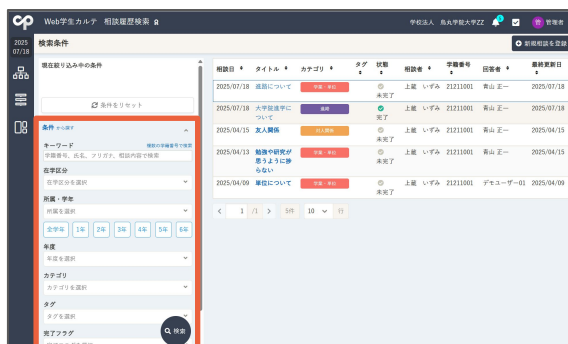 cp Web学生カルテ 相談履歴検索
学校法人 烏丸学院大学ZZ 管 管理者
2025
07/18
検索条件
新規相談を登録
現在絞り込み中の条件
条件をリセット
条件 から探す
キーワード 複数の学籍番号で検索
学籍番号、氏名、フリガナ、相談内容で検索
在学区分
在学区分を選択
所属・学年
所属を選択
全学年 1年 2年 3年 4年 5年 6年
年度
年度を選択
カテゴリ
カテゴリを選択
タグ
タグを選択
完了フラグ
検索
相談日 タイトル カテゴリ タグ 状態 相談者 学籍番号 回答者 最終更新日
2025/07/18 進路について 学業・単位 未完了 上蔵 いずみ 21211001 青山 正一 2025/07/18
2025/07/18 大学院進学について 進路 完了 上蔵 いずみ 21211001 青山 正一 2025/07/18
2025/04/15 友人関係 対人関係 未完了 上蔵 いずみ 21211001 青山 正一 2025/04/15
2025/04/13 勉強や研究が思うように捗らない 学業・単位 未完了 上蔵 いずみ 21211001 青山 正一 2025/04/15
2025/04/09 単位について 学業・単位 未完了 上蔵 いずみ 21211001 デモユーザー01 2025/04/09
1 /1 5件 10 行